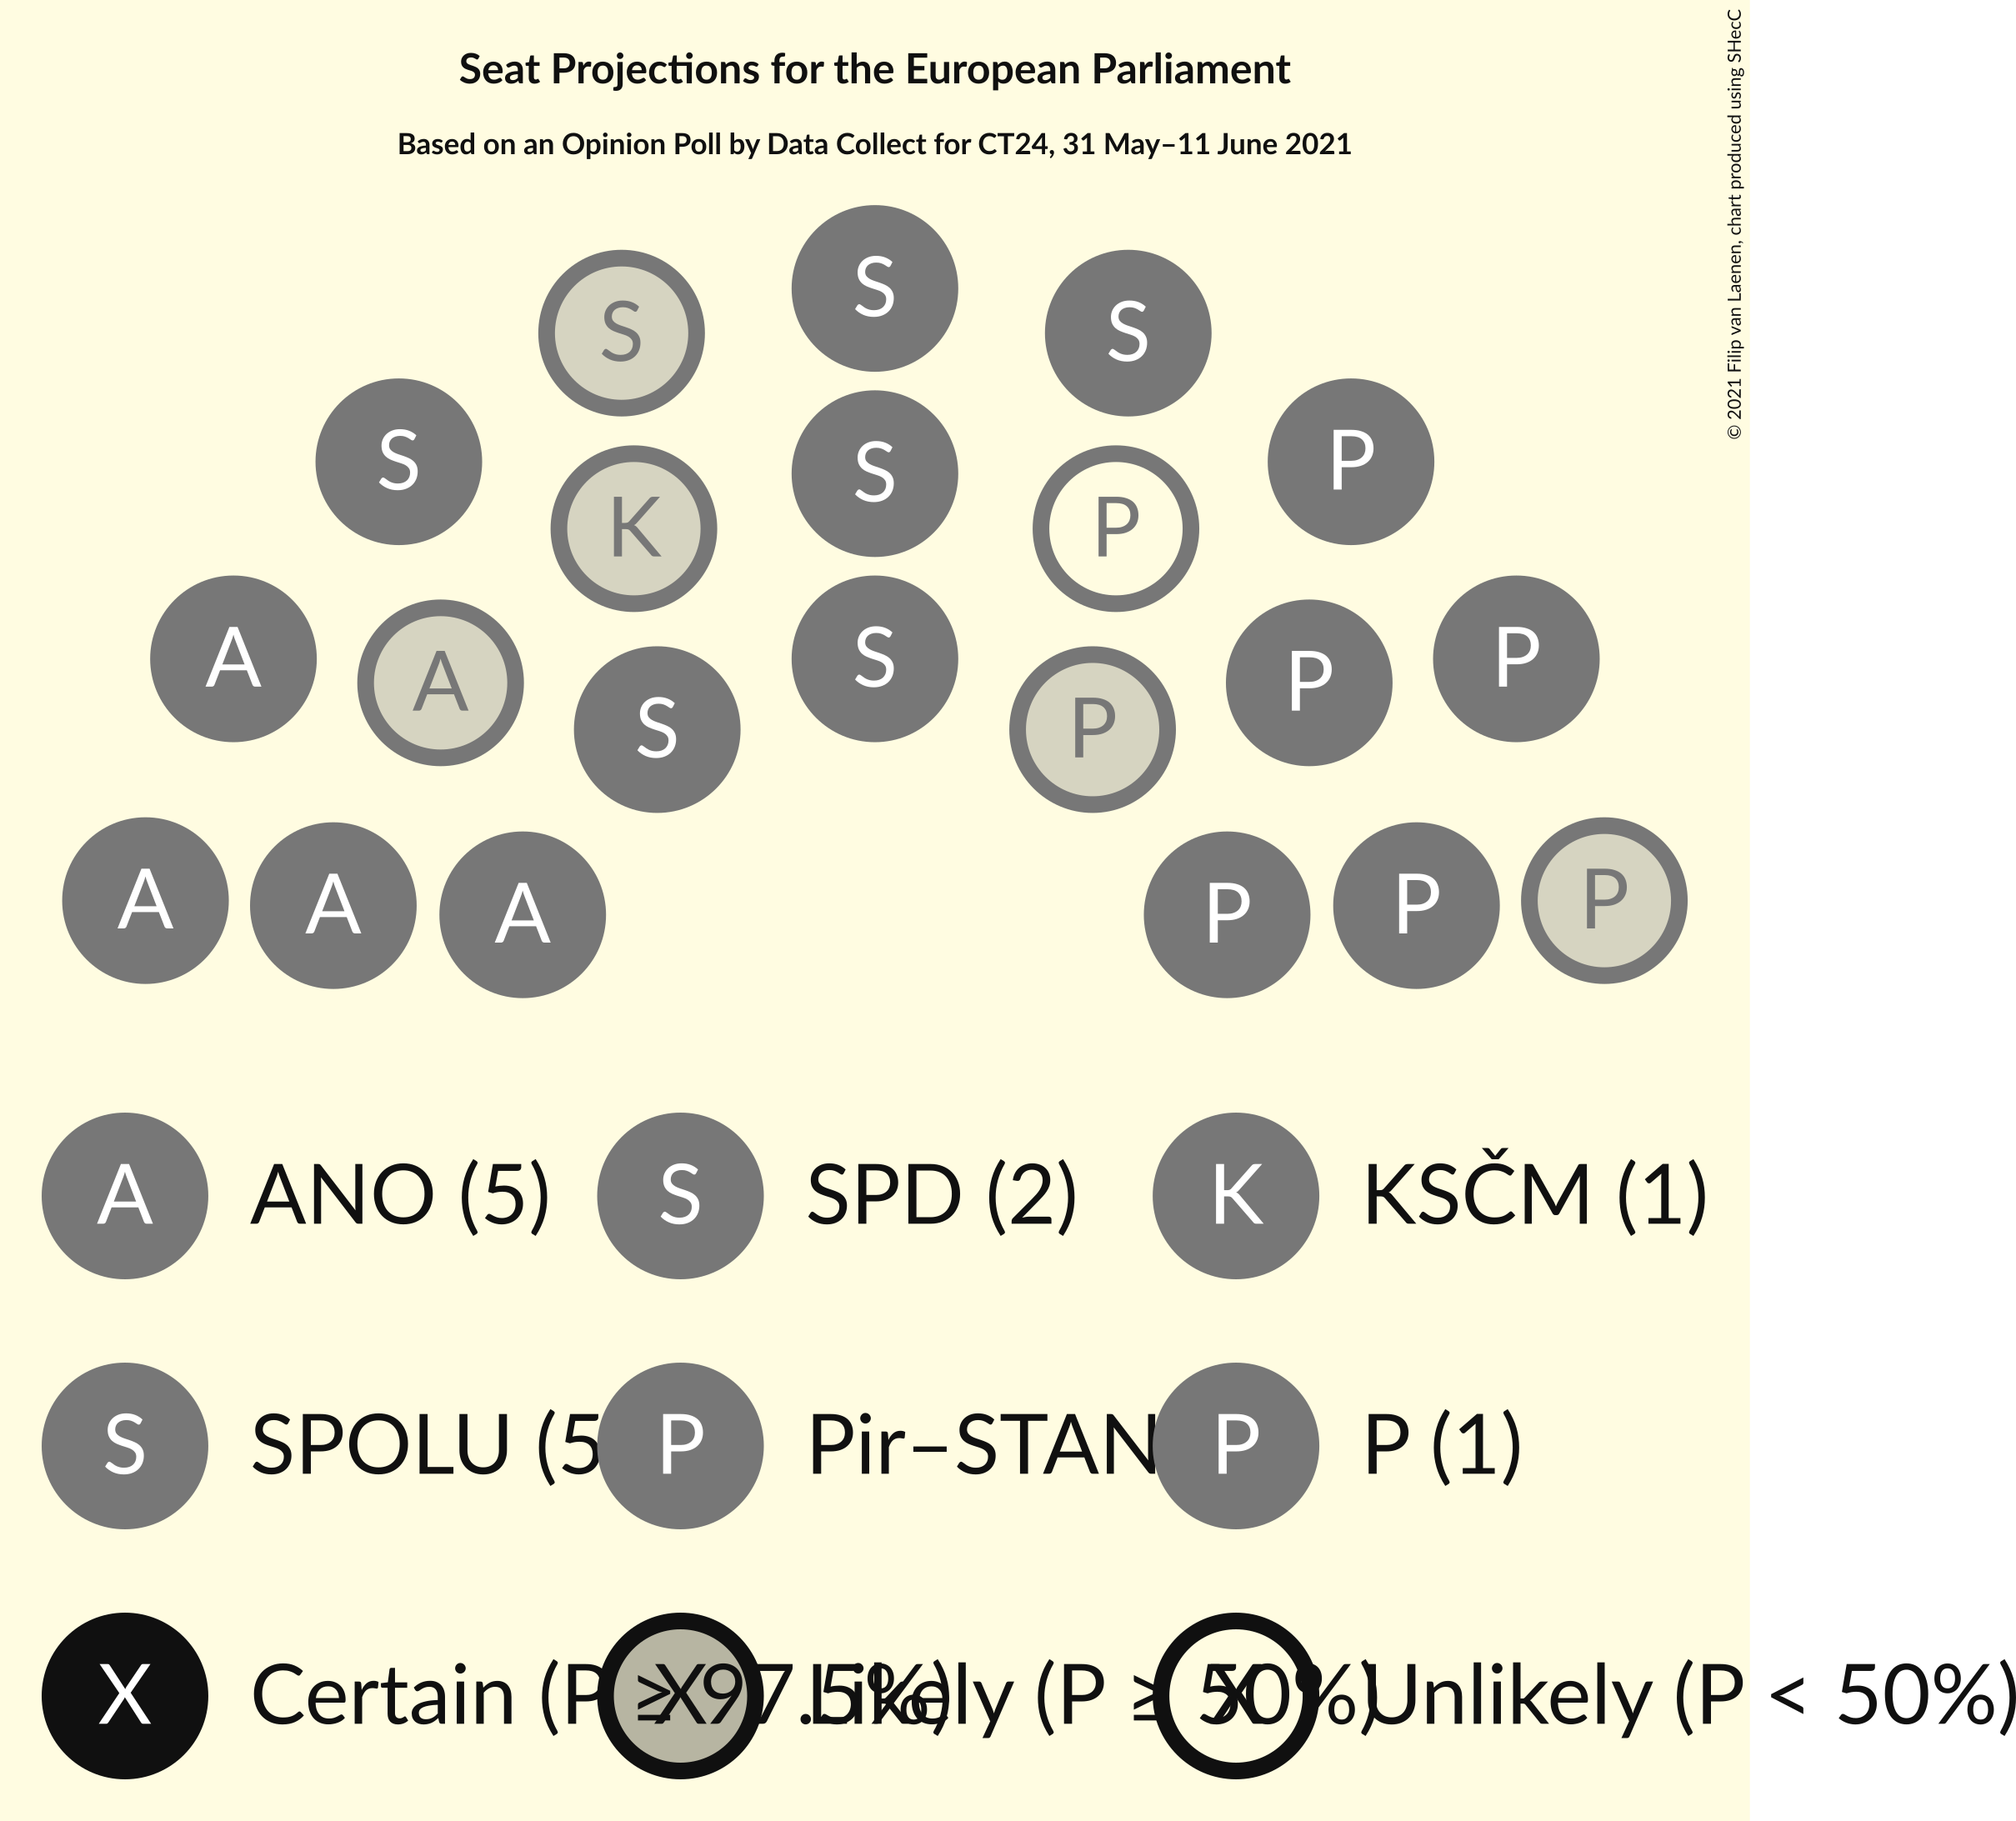 Seat Projections for the European Parliament
Based on an Opinion Poll by Data Collect for CT24, 31 May–11 June 2021
© 2021 Filip van Laenen, chart produced using SHecC
S
S S
S P
S
K P
A S P
A P
S P
A P
A P
A P
A ANO (5) S SPD (2) K KSČM (1)
S SPOLU (5 P Pir–STAN P P (1)
X Certain (P ≥ 97.5%) X Likely (P ≥ 50%) X Unlikely (P < 50%)